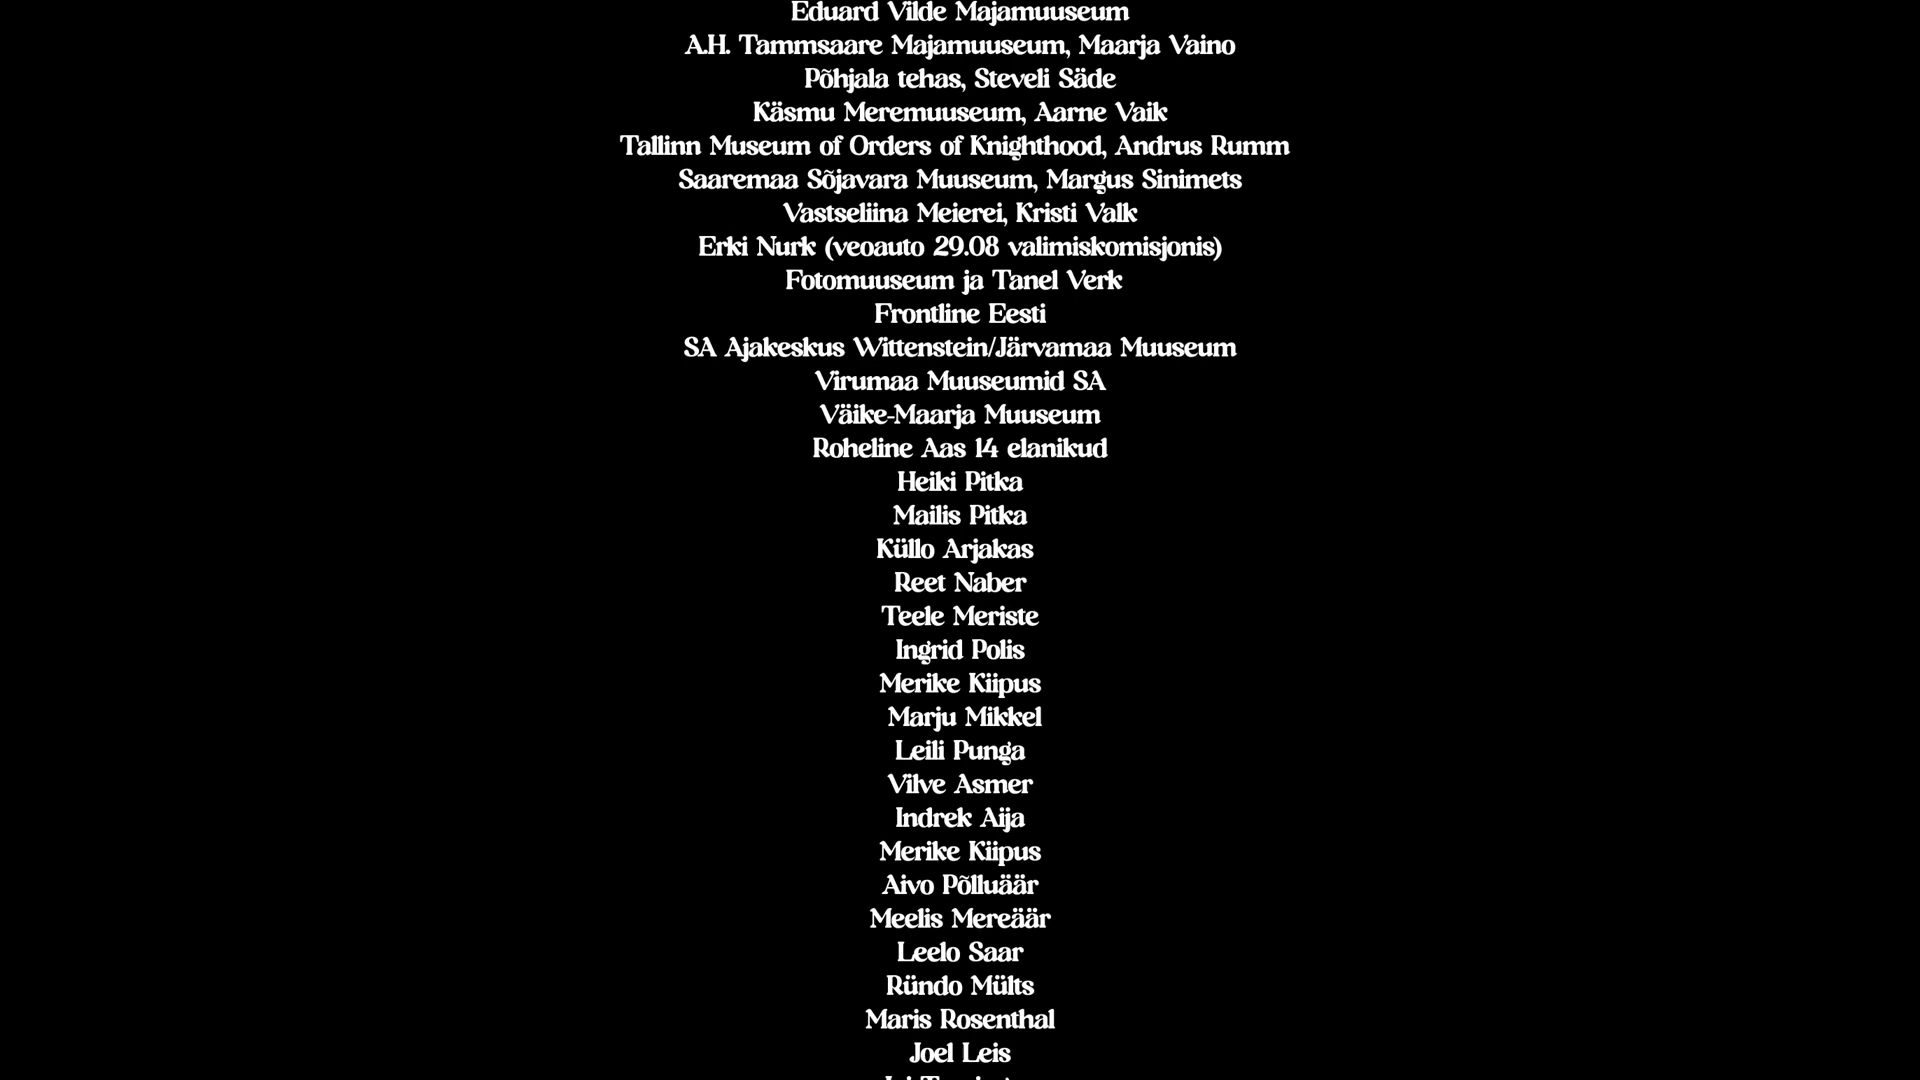 Eduard Vilde Majamuuseum
A.H. Tammsaare Majamuuseum, Maarja Vaino
Põhjala tehas, Steveli Säde
Käsmu Meremuuseum, Aarne Vaik
Tallinn Museum of Orders of Knighthood, Andrus Rumm
Saaremaa Sõjavara Muuseum, Margus Sinimets
Vastseliina Meierei, Kristi Valk
Erki Nurk (veoauto 29.08 valimiskomisjonis)
Fotomuuseum ja Tanel Verk
Frontline Eesti
SA Ajakeskus Wittenstein/Järvamaa Muuseum
Virumaa Muuseumid SA
Väike-Maarja Muuseum
Roheline Aas 14 elanikud
Heiki Pitka
Mailis Pitka
Küllo Arjakas
Reet Naber
Teele Meriste
Ingrid Polis
Merike Kiipus
Marju Mikkel
Leili Punga
Vilve Asmer
Indrek Aija
Merike Kiipus
Aivo Põlluäär
Meelis Mereäär
Leelo Saar
Ründo Mülts
Maris Rosenthal
Joel Leis